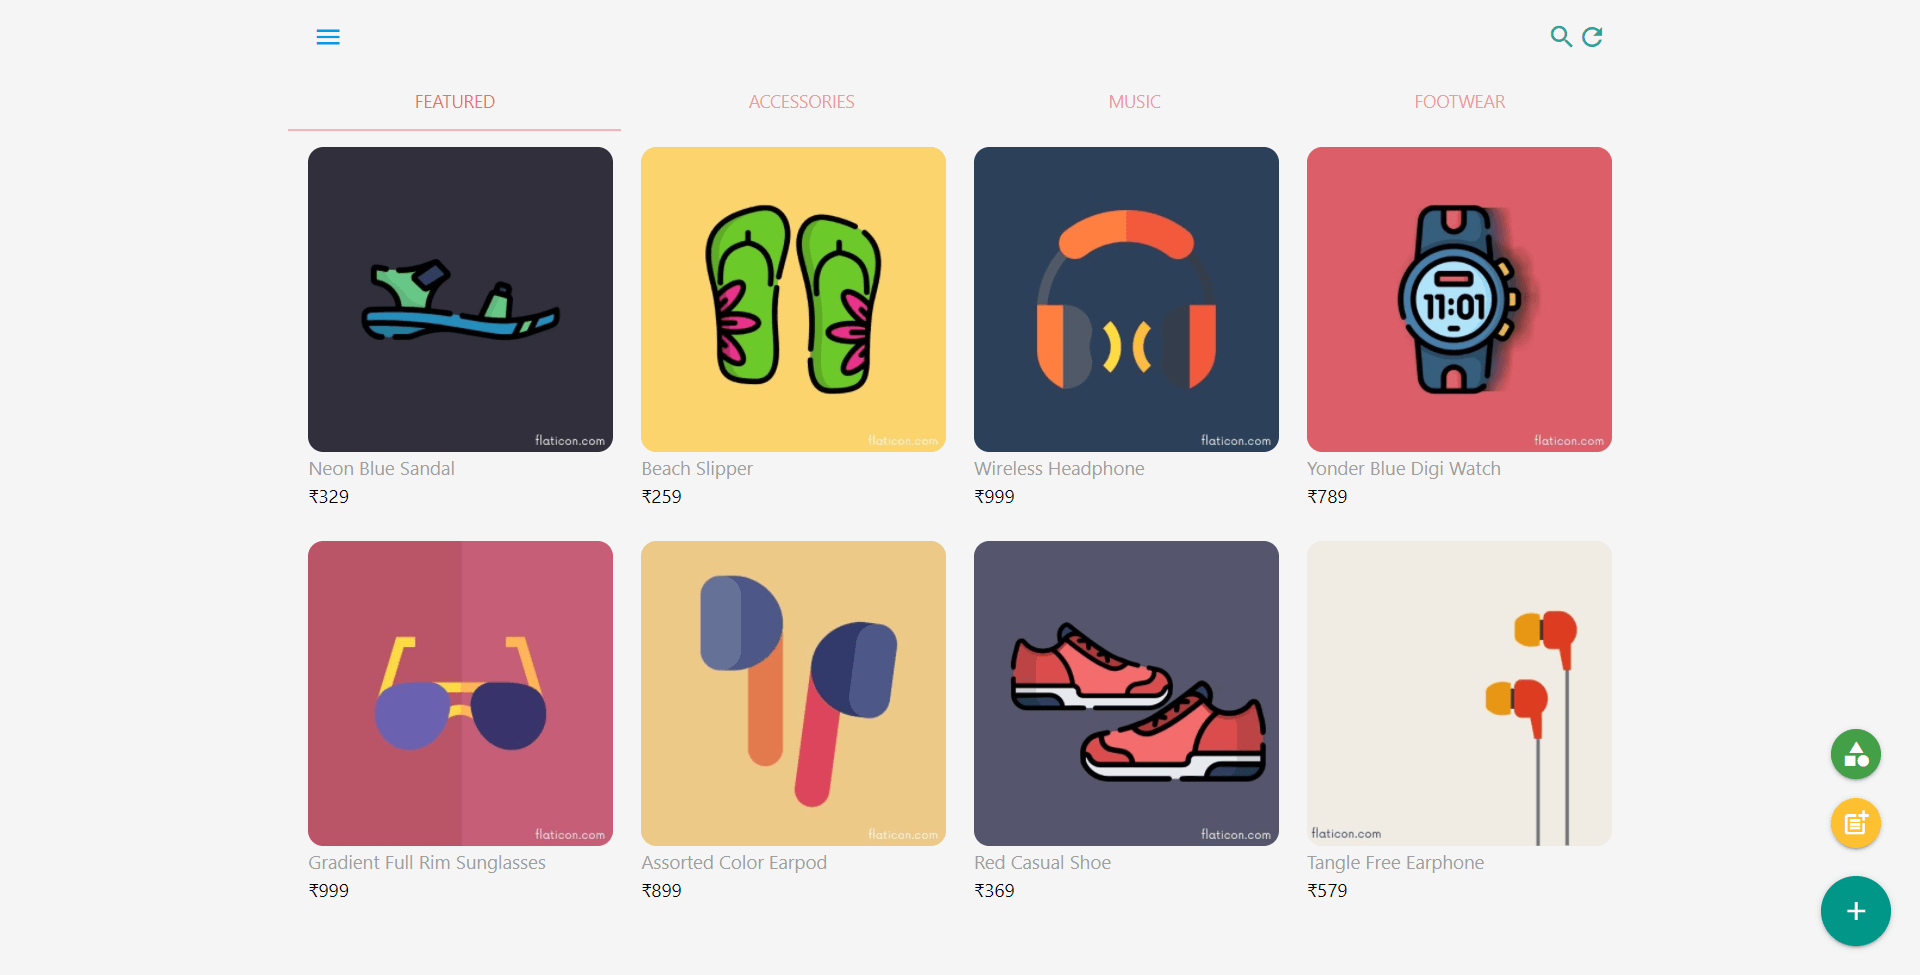 FEATURED ACCESSORIES MUSIC FOOTWEAR
11:01
flaticon.com flaticon.com flaticon.com flaticon.com
Neon Blue Sandal Beach Slipper Wireless Headphone Yonder Blue Digi Watch
₹329 ₹259 ₹999 ₹789
flaticon.com flaticon.com flaticon.com flaticon.com
Gradient Full Rim Sunglasses Assorted Color Earpod Red Casual Shoe Tangle Free Earphone
₹999 ₹899 ₹369 ₹579